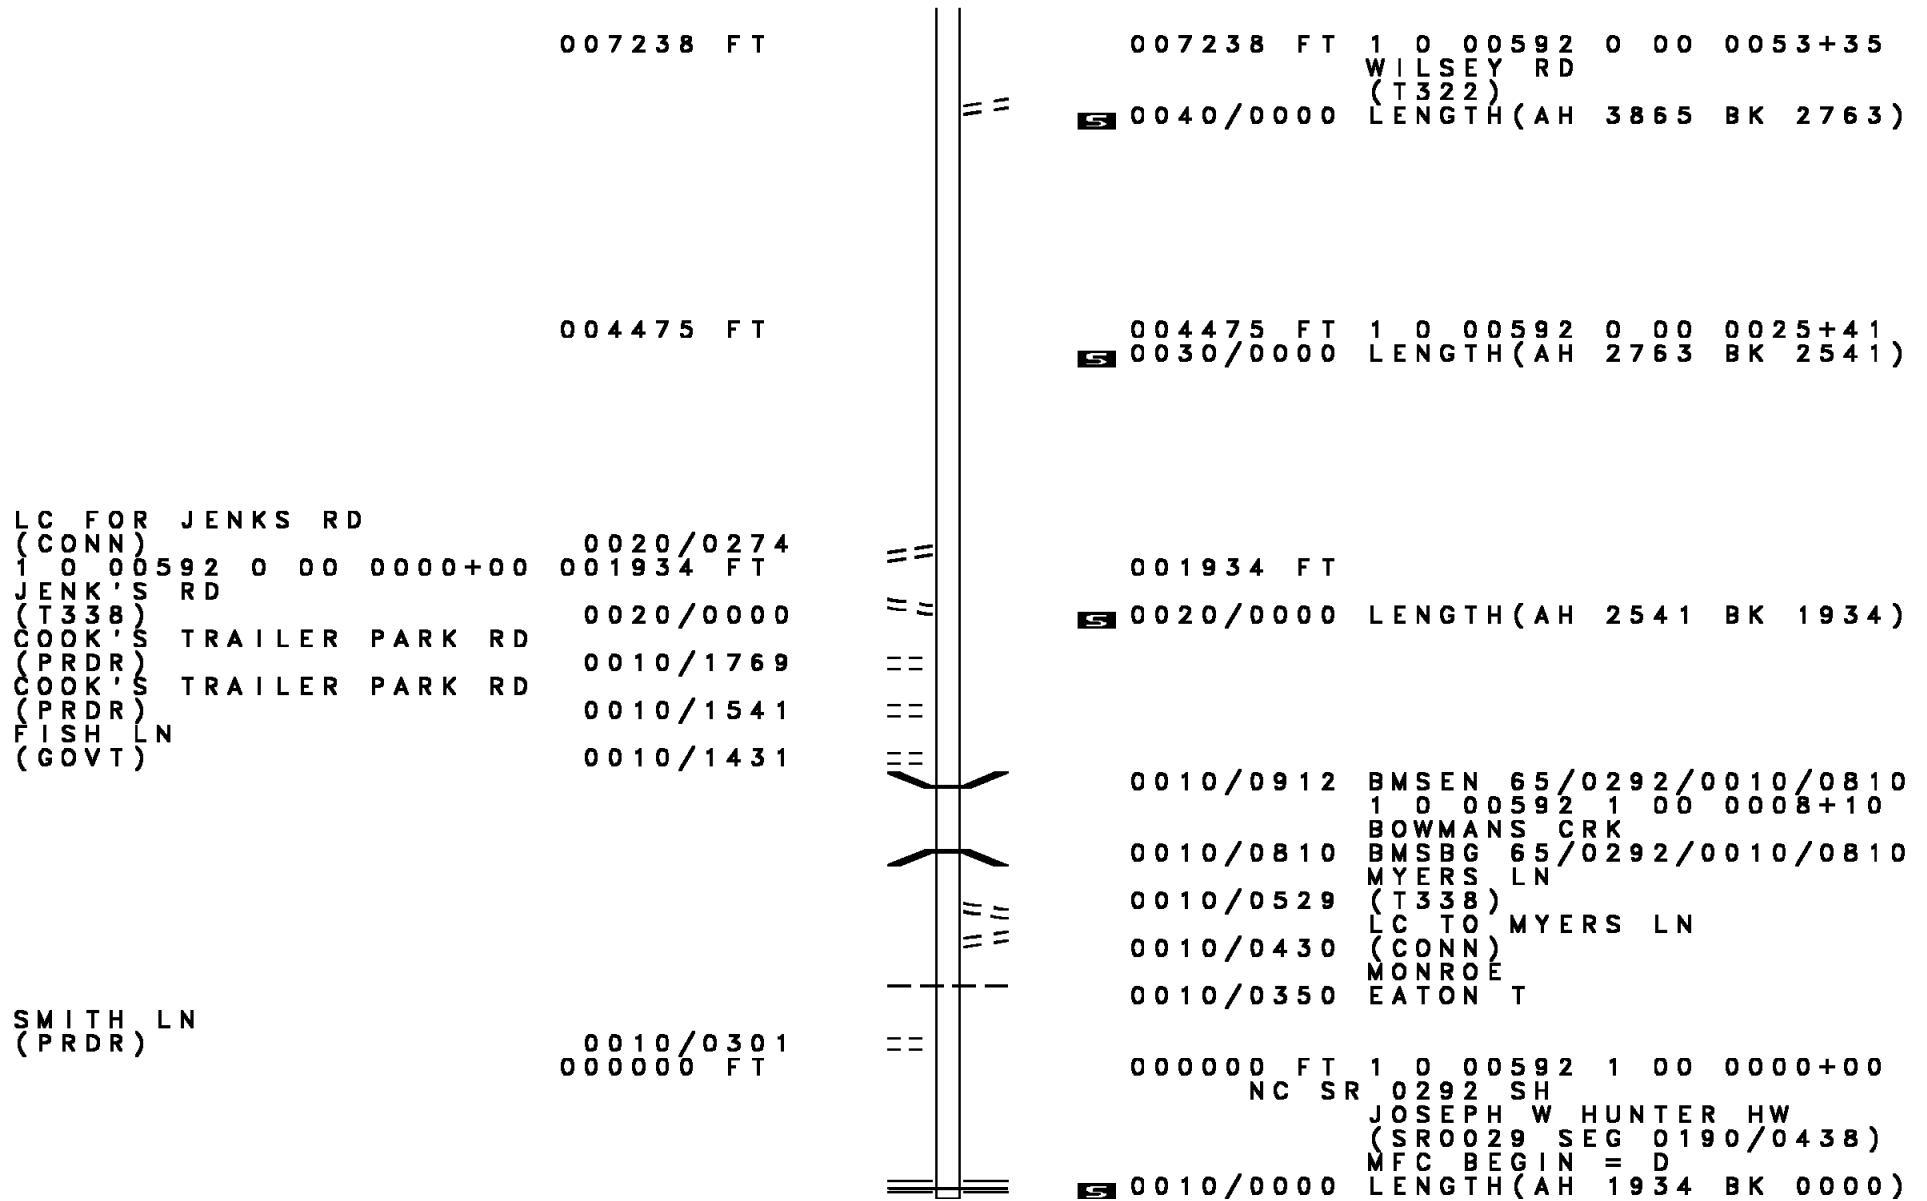 007238 FT 007238 FT 1 0 00592 0 00 0053+35
WILSEY RD
(T322)
S 0040/0000 LENGTH(AH 3865 BK 2763)
004475 FT 004475 FT 1 0 00592 0 00 0025+41
S 0030/0000 LENGTH(AH 2763 BK 2541)
LC FOR JENKS RD
(CONN) 0020/0274
1 0 00592 0 00 0000+00 001934 FT 001934 FT
JENK'S RD
(T338) 0020/0000 S 0020/0000 LENGTH(AH 2541 BK 1934)
COOK'S TRAILER PARK RD
(PRDR) 0010/1769
COOK'S TRAILER PARK RD
(PRDR) 0010/1541
FISH LN
(GOVT) 0010/1431
0010/0912 BMSEN 65/0292/0010/0810
1 0 00592 1 00 0008+10
BOWMANS CRK
0010/0810 BMSBG 65/0292/0010/0810
MYERS LN
0010/0529 (T338)
LC TO MYERS LN
0010/0430 (CONN)
MONROE
0010/0350 EATON T
SMITH LN
(PRDR) 0010/0301
000000 FT 000000 FT 1 0 00592 1 00 0000+00
NC SR 0292 SH
JOSEPH W HUNTER HW
(SR0029 SEG 0190/0438)
MFC BEGIN = D
S 0010/0000 LENGTH(AH 1934 BK 0000)